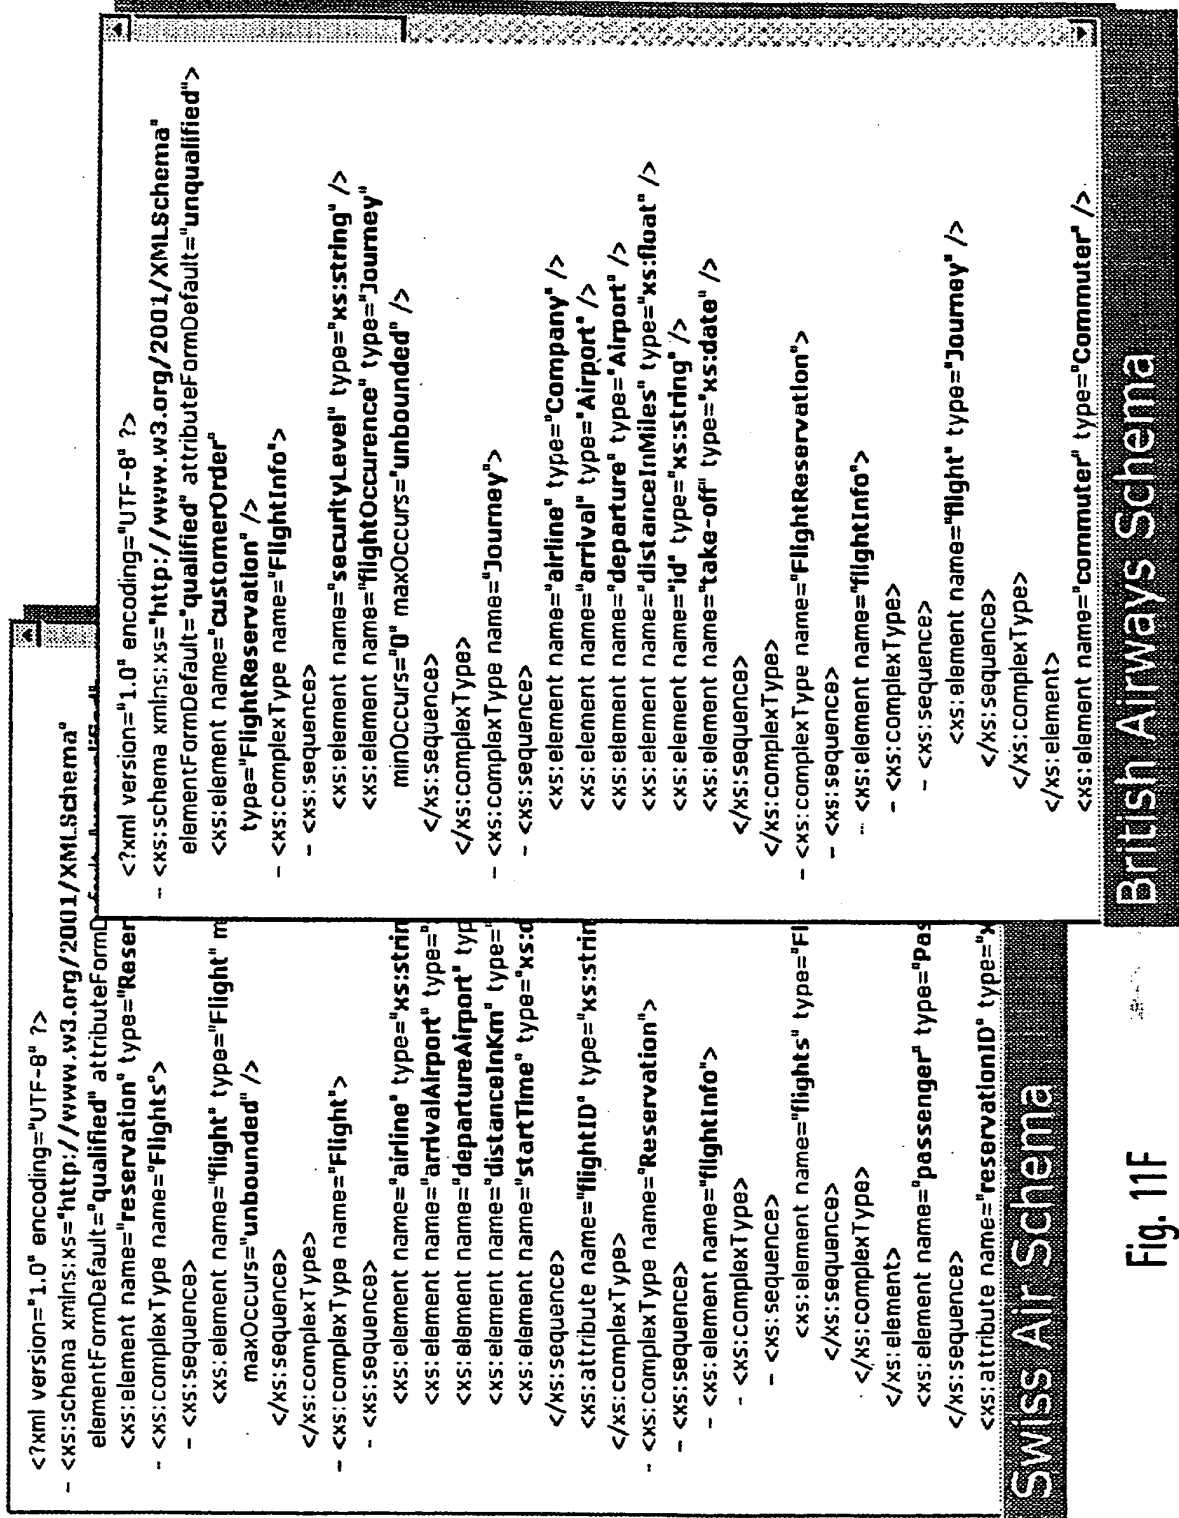 <?xml version="1.0" encoding="UTF-8" ?>
- <xs:schema xmlns:xs="http://www.w3.org/2001/XMLSchema"
elementFormDefault="qualified" attributeFormD
<xs:element name="reservation" type="Reser
- <xs:complexType name="Flights">
- <xs:sequence>
<xs:element name="flight" type="Flight" m
maxOccurs="unbounded" />
</xs:sequence>
</xs:complexType>
- <xs:complexType name="Flight">
- <xs:sequence>
<xs:element name="airline" type="xs:strin
<xs:element name="arrivalAirport" type="
<xs:element name="departureAirport" typ
<xs:element name="distanceInKm" type="
<xs:element name="startTime" type="xs:d
</xs:sequence>
<xs:attribute name="flightID" type="xs:strin
</xs:complexType>
- <xs:complexType name="Reservation">
- <xs:sequence>
- <xs:element name="flightInfo">
- <xs:complexType>
- <xs:sequence>
<xs:element name="flights" type="Fl
</xs:sequence>
</xs:complexType>
</xs:element>
<xs:element name="passenger" type="Pas
</xs:sequence>
<xs:attribute name="reservationID" type="x
Swiss Air Schema
<?xml version="1.0" encoding="UTF-8" ?>
- <xs:schema xmlns:xs="http://www.w3.org/2001/XMLSchema"
elementFormDefault="qualified" attributeFormDefault="unqualified">
<xs:element name="customerOrder"
type="FlightReservation" />
- <xs:complexType name="FlightInfo">
- <xs:sequence>
<xs:element name="securityLevel" type="xs:string" />
<xs:element name="flightOccurence" type="Journey"
minOccurs="0" maxOccurs="unbounded" />
</xs:sequence>
</xs:complexType>
- <xs:complexType name="Journey">
- <xs:sequence>
<xs:element name="airline" type="Company" />
<xs:element name="arrival" type="Airport" />
<xs:element name="departure" type="Airport" />
<xs:element name="distanceInMiles" type="xs:float" />
<xs:element name="id" type="xs:string" />
<xs:element name="take-off" type="xs:date" />
</xs:sequence>
</xs:complexType>
- <xs:complexType name="FlightReservation">
- <xs:sequence>
- <xs:element name="flightInfo">
- <xs:complexType>
- <xs:sequence>
<xs:element name="flight" type="Journey" />
</xs:sequence>
</xs:complexType>
</xs:element>
<xs:element name="commuter" type="Commuter" />
British Airways Schema
Fig. 11F